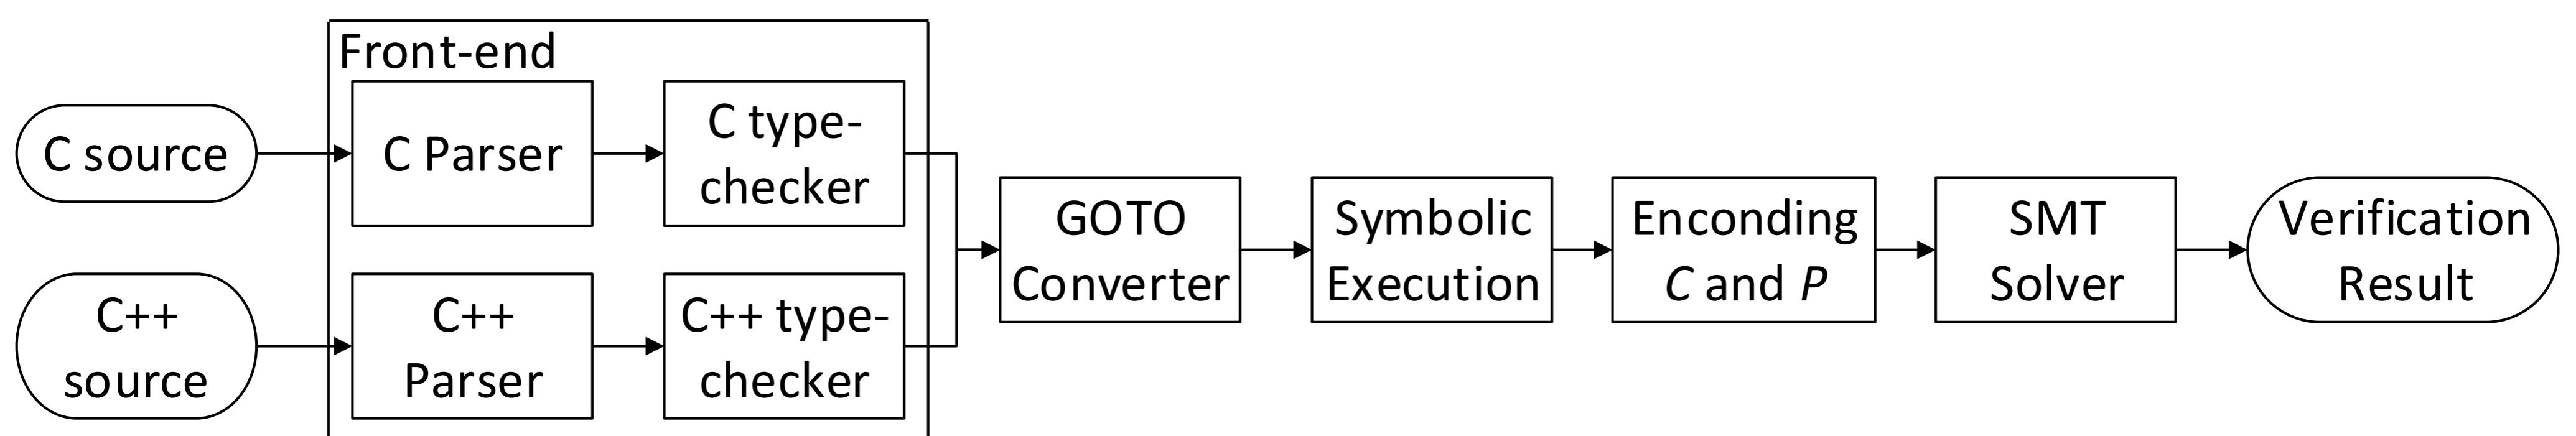 Front-end
C source
C Parser
C type-
checker
C++
source
C++
Parser
C++ type-
checker
GOTO
Converter
Symbolic
Execution
Enconding
C and P
SMT
Solver
Verification
Result